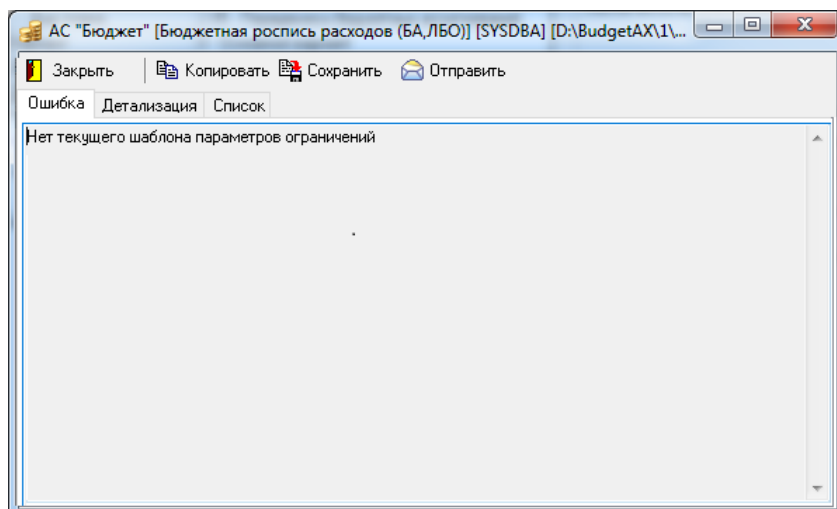 АС "Бюджет" [Бюджетная роспись расходов (БА,ЛБО)] [SYSDBA] [D:\BudgetAX\1\...
Закрыть Копировать Сохранить Отправить
Ошибка Детализация Список
Нет текущего шаблона параметров ограничений